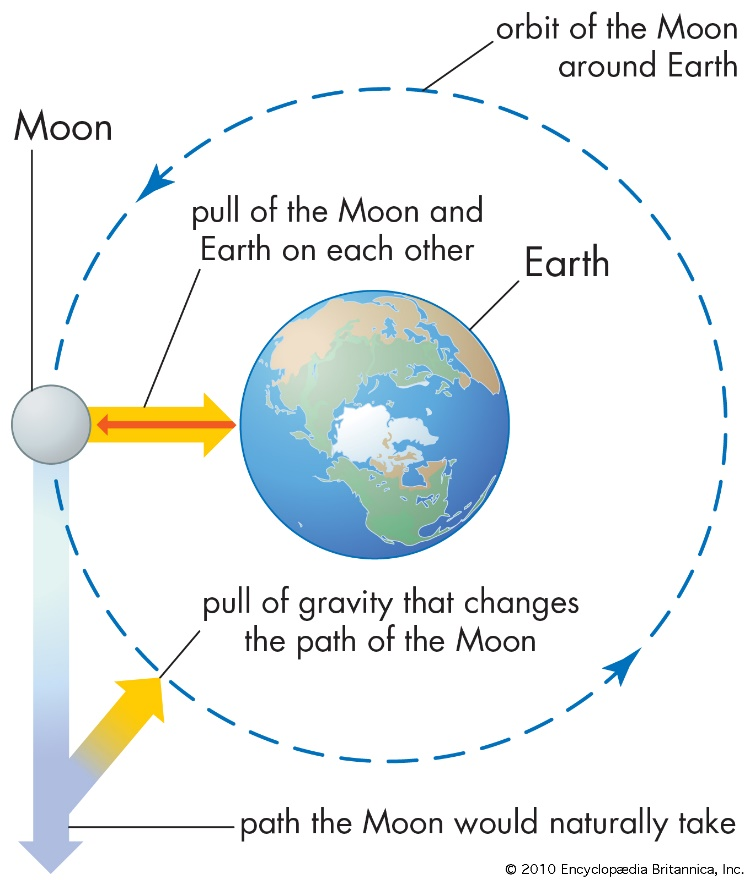 orbit of the Moon
around Earth
Moon
pull of the Moon and
Earth on each other
Earth
pull of gravity that changes
the path of the Moon
path the Moon would naturally take
© 2010 Encyclopædia Britannica, Inc.